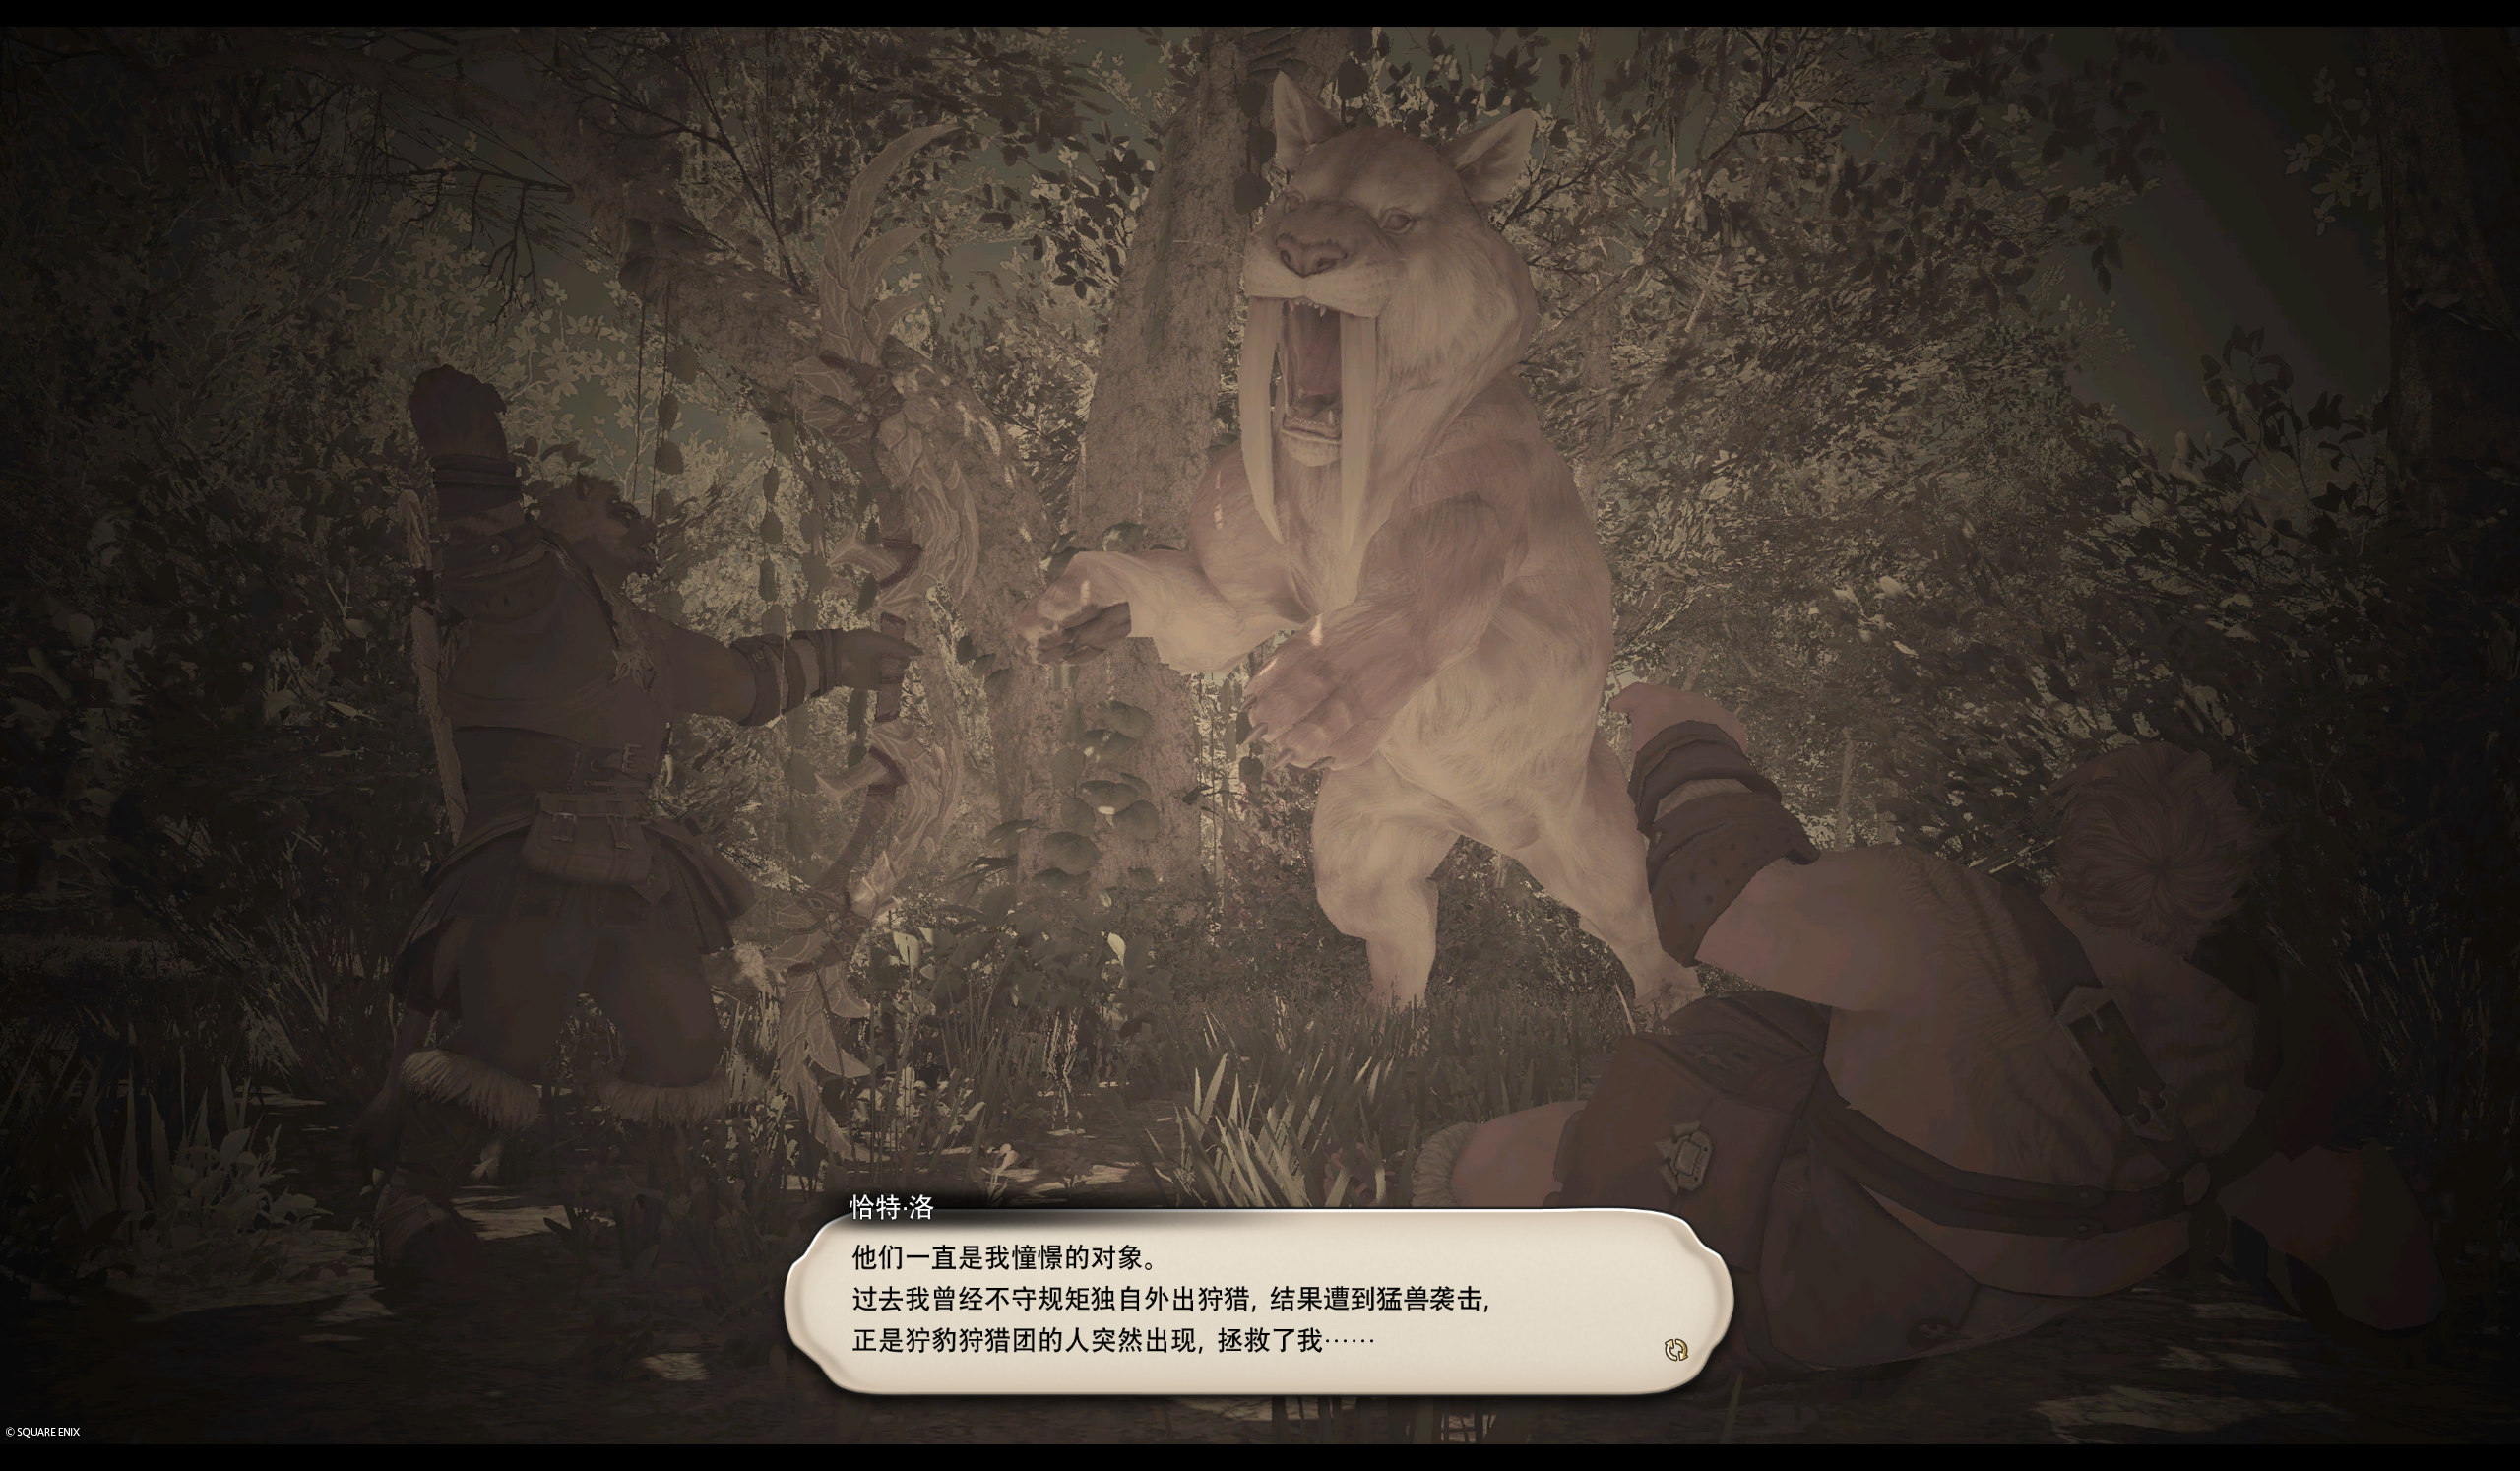 恰特·洛
他们一直是我憧憬的对象。
过去我曾经不守规矩独自外出狩猎，结果遭到猛兽袭击，
正是狞豹狩猎团的人突然出现，拯救了我……
© SQUARE ENIX